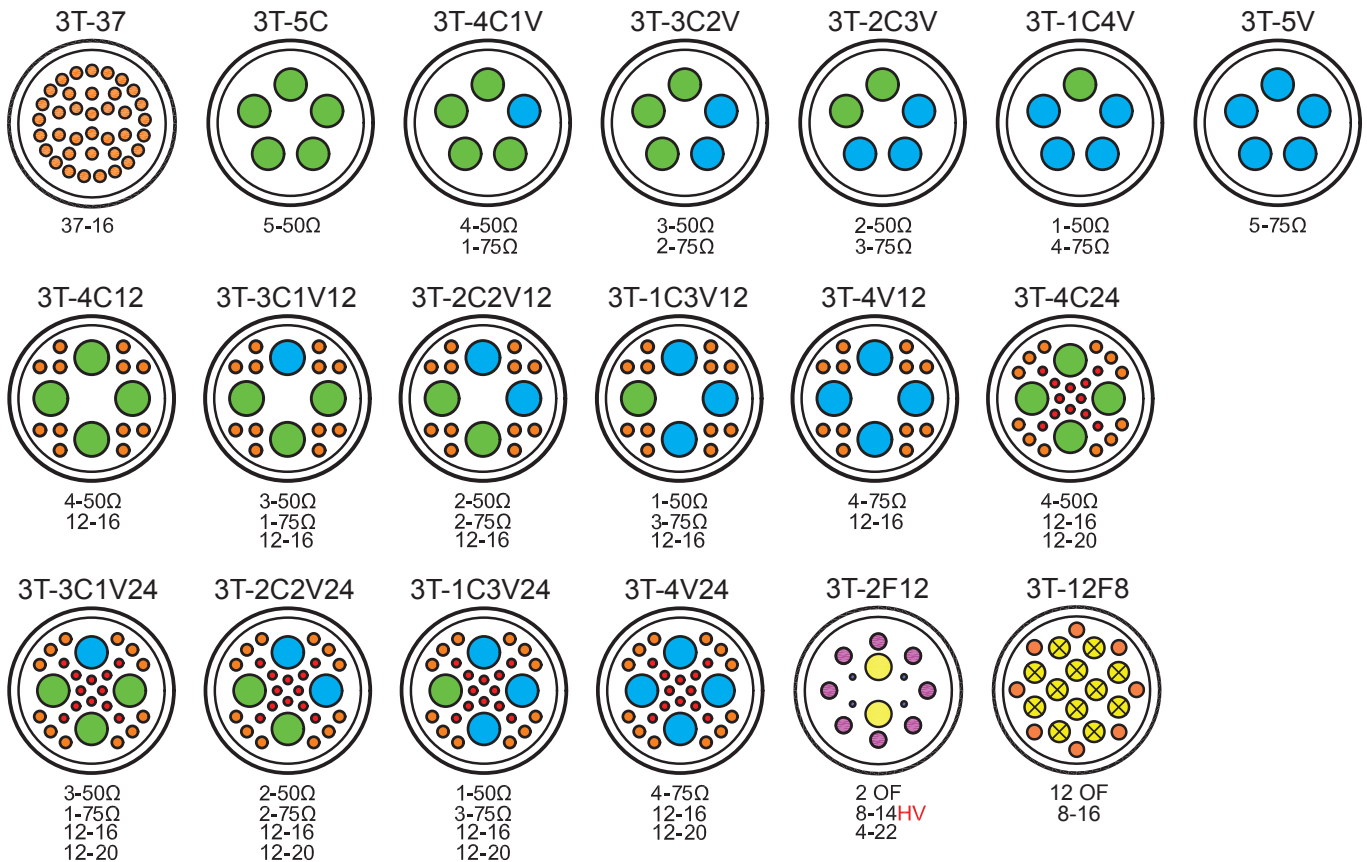 3T-37 3T-5C 3T-4C1V 3T-3C2V 3T-2C3V 3T-1C4V 3T-5V
37-16 5-50Ω 4-50Ω 3-50Ω 2-50Ω 1-50Ω 5-75Ω
1-75Ω 2-75Ω 3-75Ω 4-75Ω
3T-4C12 3T-3C1V12 3T-2C2V12 3T-1C3V12 3T-4V12 3T-4C24
4-50Ω 3-50Ω 2-50Ω 1-50Ω 4-75Ω 4-50Ω
12-16 1-75Ω 2-75Ω 3-75Ω 12-16 12-16
12-16 12-16 12-16 12-20
3T-3C1V24 3T-2C2V24 3T-1C3V24 3T-4V24 3T-2F12 3T-12F8
3-50Ω 2-50Ω 1-50Ω 4-75Ω 2 OF 12 OF
1-75Ω 2-75Ω 3-75Ω 12-16 8-14HV 8-16
12-16 12-16 12-16 12-20 4-22
12-20 12-20 12-20